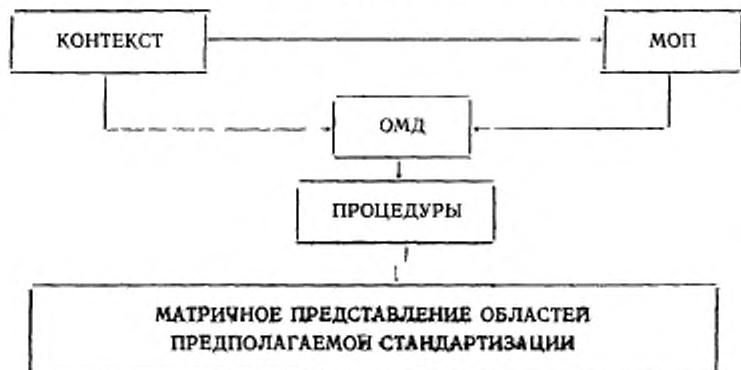 КОНТЕКСТ
МОП
ОМД
ПРОЦЕДУРЫ
МАТРИЧНОЕ ПРЕДСТАВЛЕНИЕ ОБЛАСТЕЙ
ПРЕДПОЛАГАЕМОЙ СТАНДАРТИЗАЦИИ